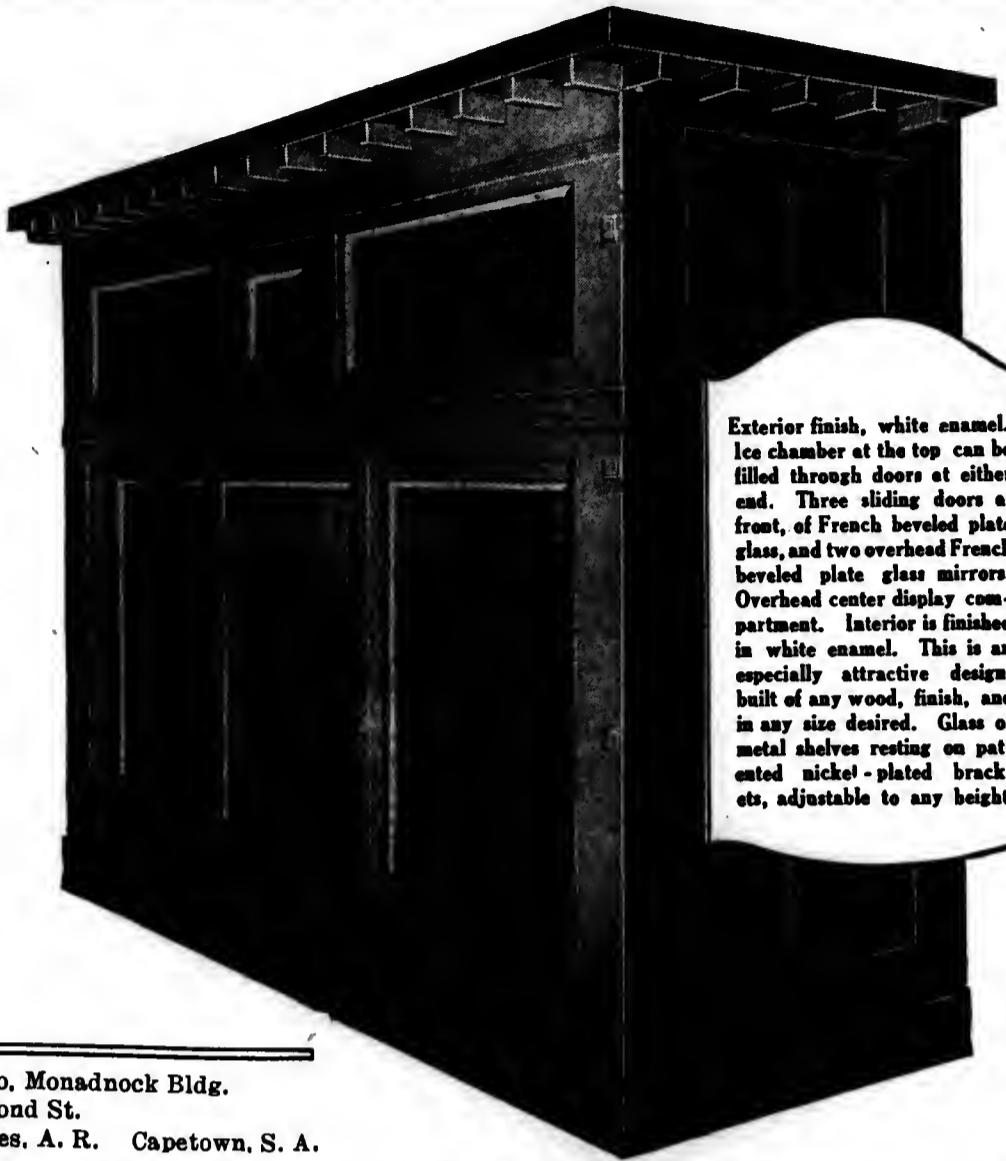 Exterior finish, white enamel.
Ice chamber at the top can be
filled through doors at either
end. Three sliding doors a
front, of French beveled plate
glass, and two overhead French
beveled plate glass mirrors
Overhead center display com-
partment. Interior is finished
in white enamel. This is an
especially attractive design
built of any wood, finish, and
in any size desired. Glass o
metal shelves resting on pat
ented nickel-plated brack
ets, adjustable to any height
o, Monadnock Bldg.
ond St.
es, A. R. Capetown, S. A.